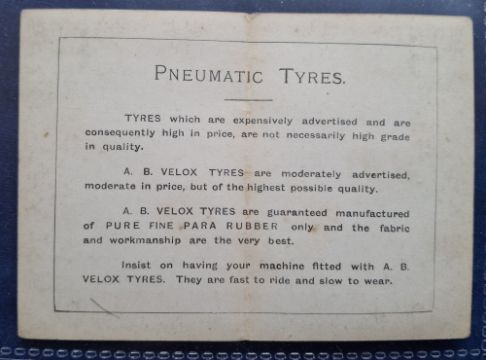 PNEUMATIC TYRES.
TYRES which are expensively advertised and are
consequently high in price, are not necessarily high grade
in quality.
A. B. VELOX TYRES are moderately advertised,
moderate in price, but of the highest possible quality.
A. B. VELOX TYRES are guaranteed manufactured
of PURE FINE PARA RUBBER only and the fabric
and workmanship are the very best.
Insist on having your machine fitted with A. B.
VELOX TYRES. They are fast to ride and slow to wear.